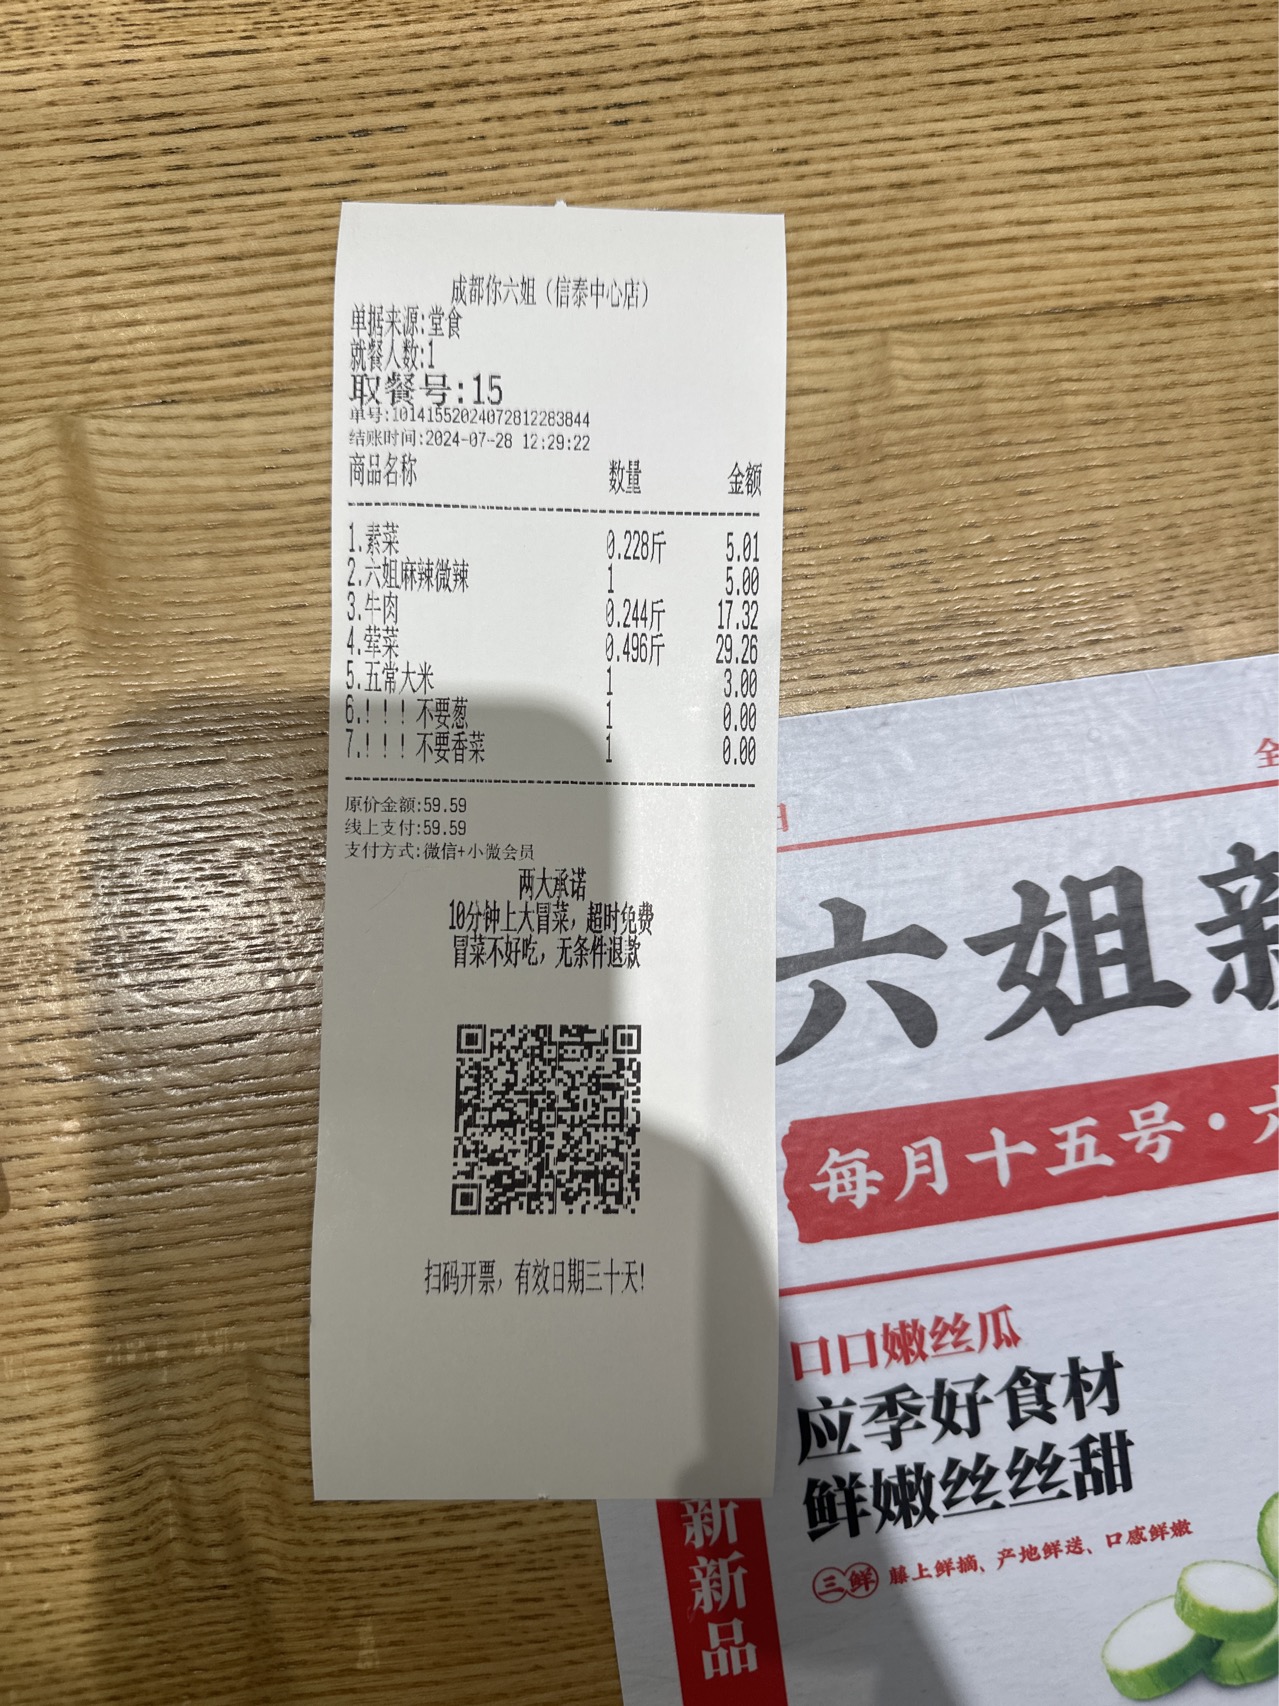 成都你六姐（信泰中心店）
单据来源:堂食
就餐人数:1
取餐号:15
单号:10141552024072812283844
结账时间:2024-07-28 12:29:22
商品名称 数量 金额
1.素菜 0.228斤 5.01
2.六姐麻辣微辣 1 5.00
3.牛肉 0.244斤 17.32
4.荤菜 0.496斤 29.26
5.五常大米 1 3.00
6.！！！不要葱 1 0.00
7.！！！不要香菜 1 0.00
原价金额:59.59
线上支付:59.59
支付方式:微信+小微会员
两大承诺
10分钟上大冒菜，超时免费
冒菜不好吃，无条件退款
扫码开票，有效日期三十天!
全
日
六姐新
每月十五号·六
口口嫩丝瓜
应季好食材
鲜嫩丝丝甜
三鲜 藤上鲜摘、产地鲜送、口感鲜嫩
新新品